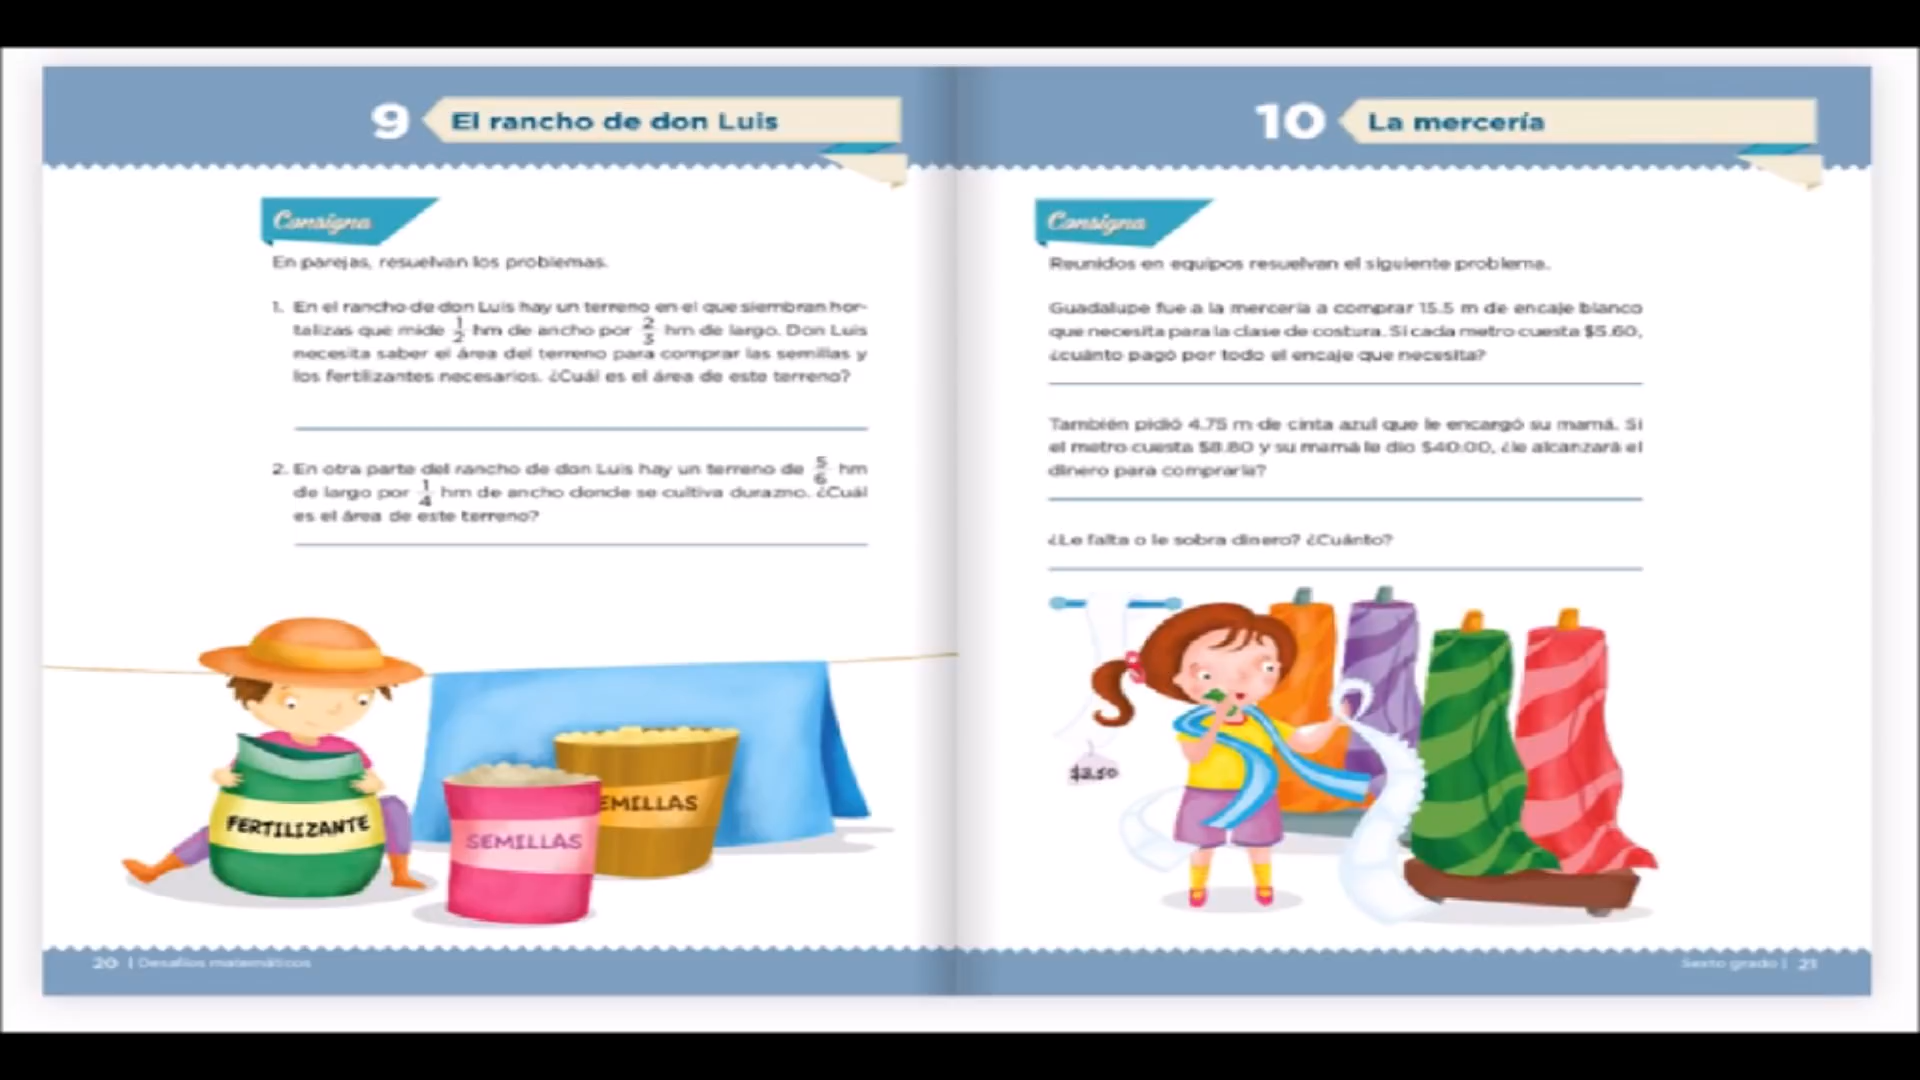 9 El rancho de don Luis
Consigna
En parejas, resuelvan los problemas.
1. En el rancho de don Luis hay un terreno en el que siembran hor-
talizas que mide 1/2 hm de ancho por 2/3 hm de largo. Don Luis
necesita saber el área del terreno para comprar las semillas y
los fertilizantes necesarios. ¿Cuál es el área de este terreno?
2. En otra parte del rancho de don Luis hay un terreno de 5/6 hm
de largo por 1/4 hm de ancho donde se cultiva durazno. ¿Cuál
es el área de este terreno?
FERTILIZANTE
SEMILLAS
EMILLAS
20 | Desafíos matemáticos
10 La mercería
Consigna
Reunidos en equipos resuelvan el siguiente problema.
Guadalupe fue a la mercería a comprar 15.5 m de encaje blanco
que necesita para la clase de costura. Si cada metro cuesta $5.60,
¿cuánto pagó por todo el encaje que necesita?
También pidió 4.75 m de cinta azul que le encargó su mamá. Si
el metro cuesta $8.80 y su mamá le dio $40.00, ¿le alcanzará el
dinero para comprarla?
¿Le falta o le sobra dinero? ¿Cuánto?
Sexto grado | 21